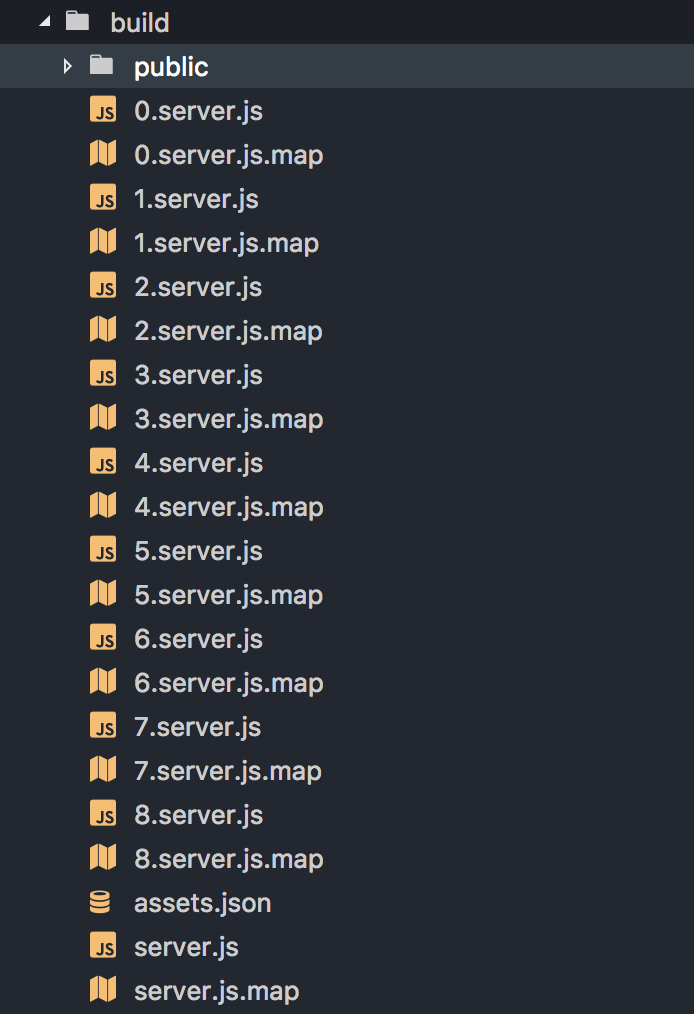 build
public
JS 0.server.js
0.server.js.map
JS 1.server.js
1.server.js.map
JS 2.server.js
2.server.js.map
JS 3.server.js
3.server.js.map
JS 4.server.js
4.server.js.map
JS 5.server.js
5.server.js.map
JS 6.server.js
6.server.js.map
JS 7.server.js
7.server.js.map
JS 8.server.js
8.server.js.map
assets.json
JS server.js
server.js.map